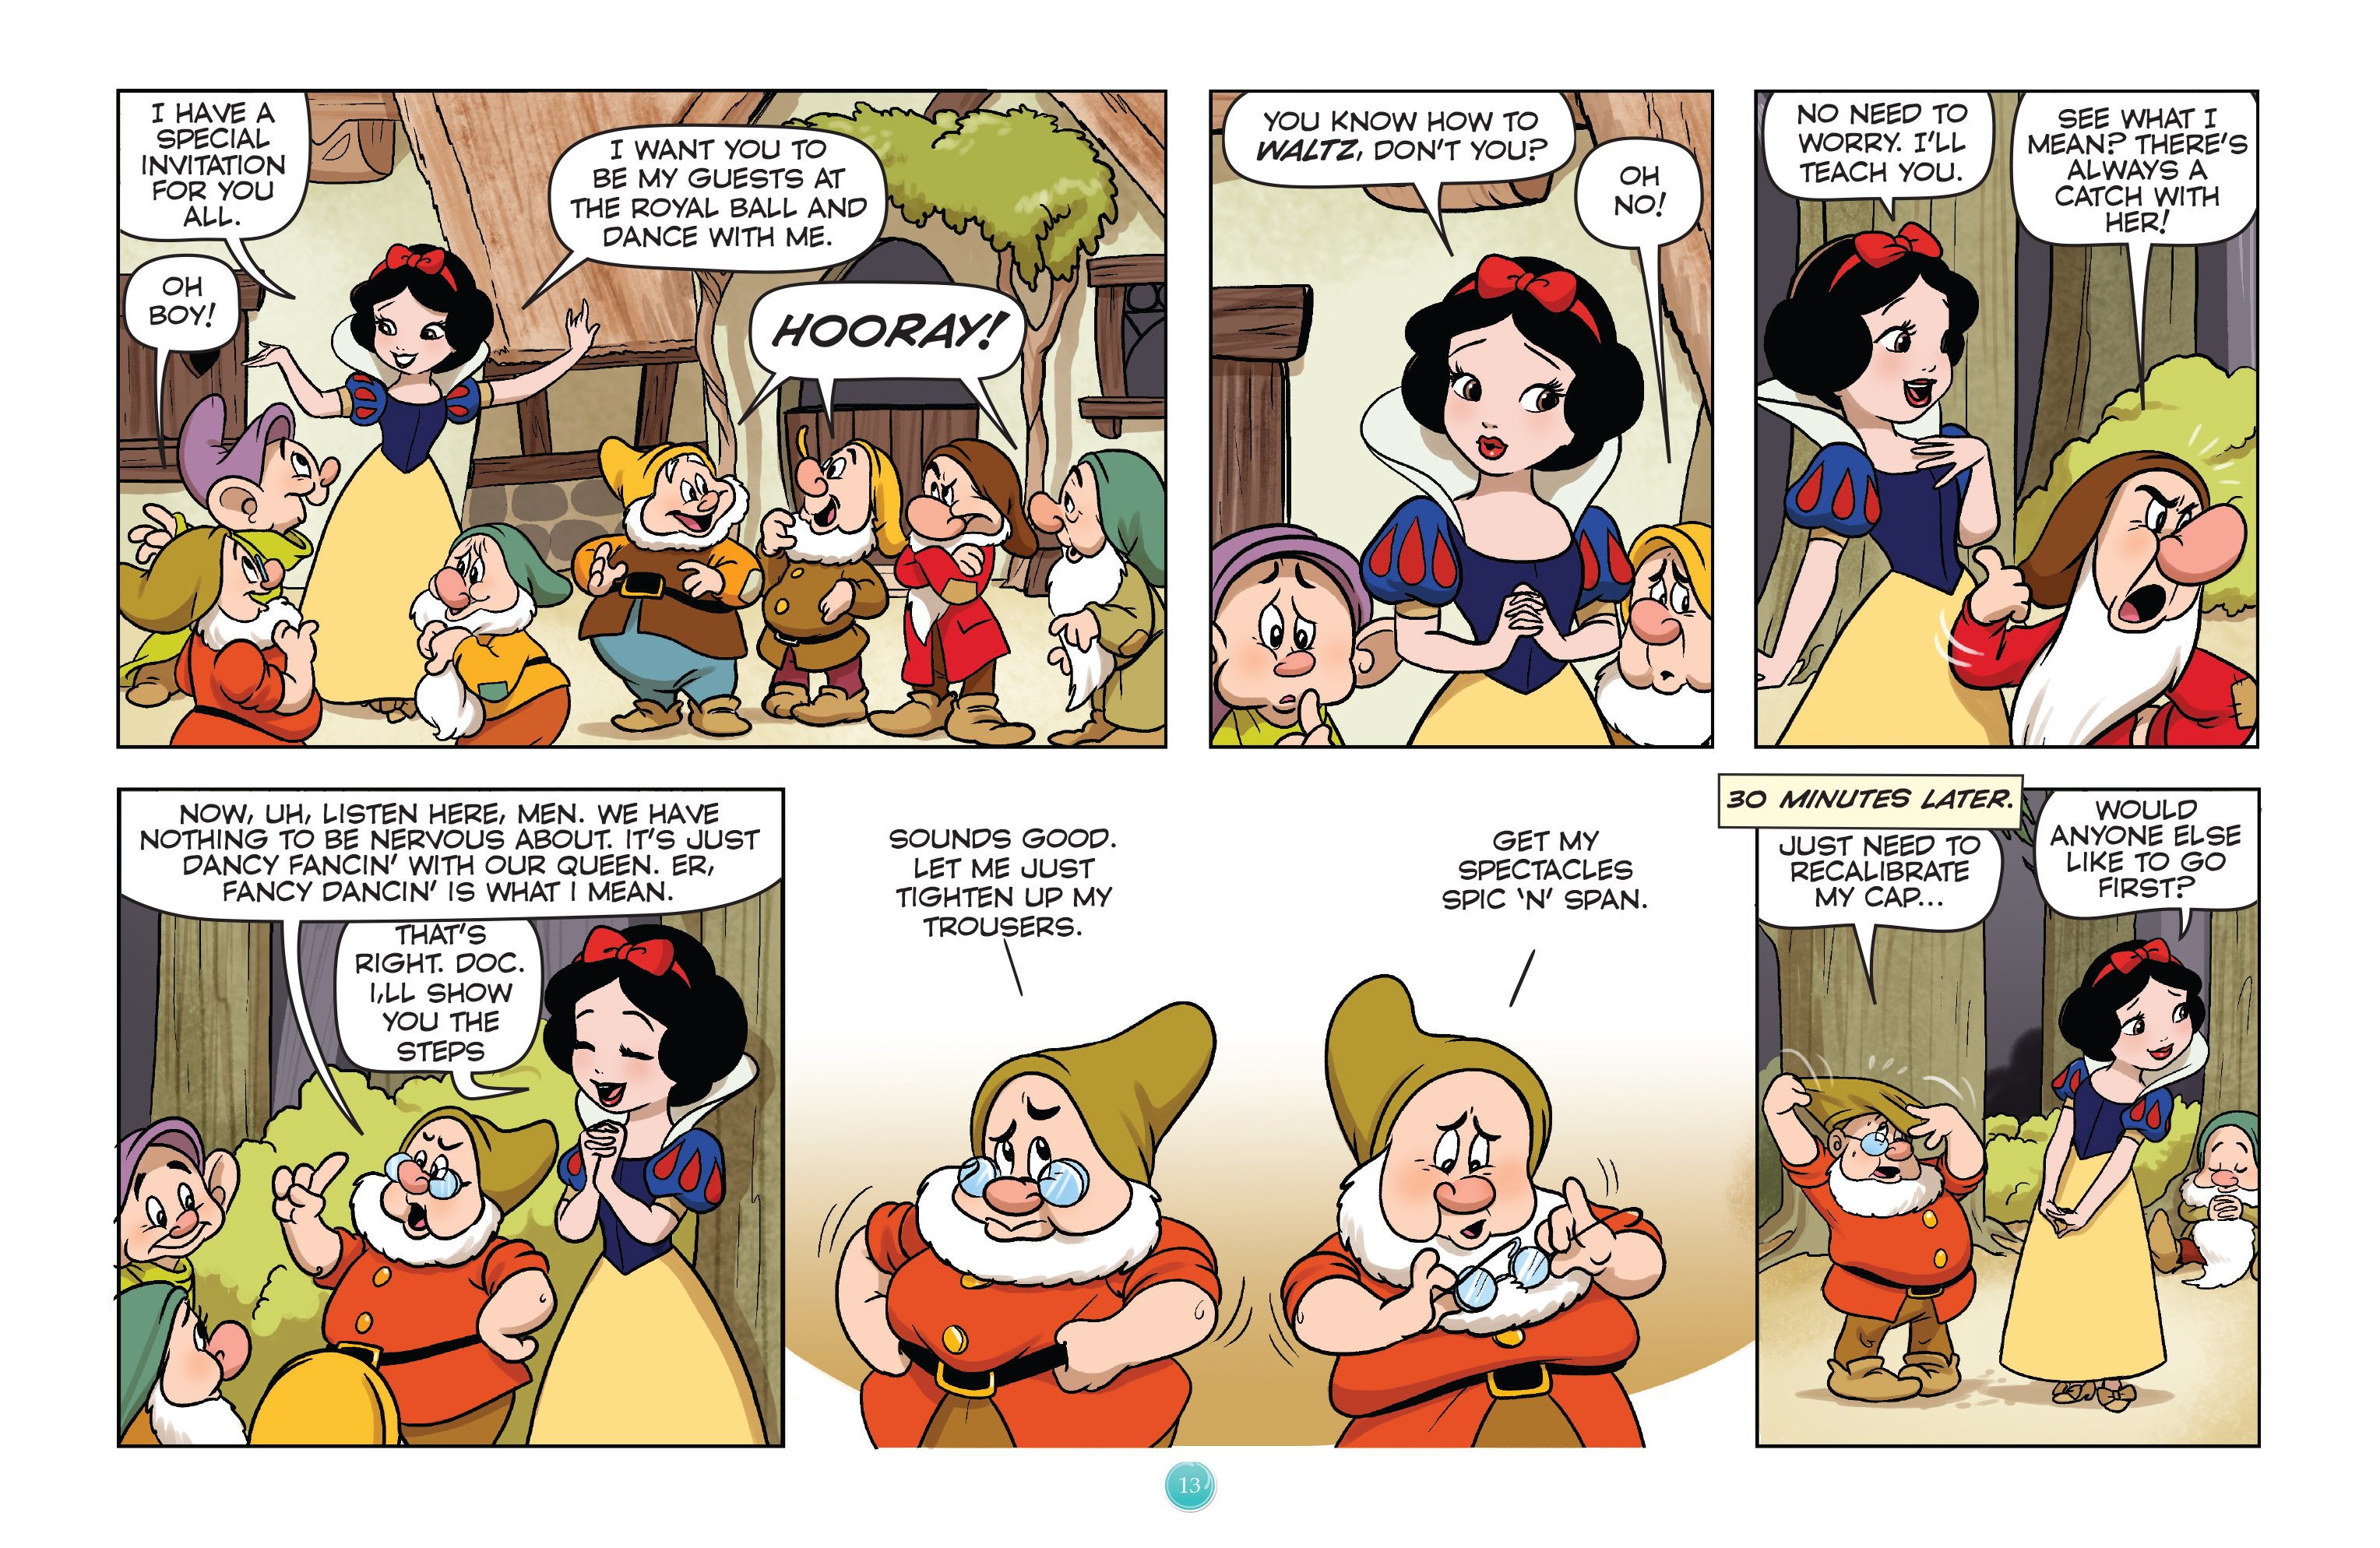 I HAVE A
SPECIAL
INVITATION
FOR YOU
ALL.
OH
BOY!
I WANT YOU TO
BE MY GUESTS AT
THE ROYAL BALL AND
DANCE WITH ME.
HOORAY!
YOU KNOW HOW TO
WALTZ, DON'T YOU?
OH
NO!
NO NEED TO
WORRY. I'LL
TEACH YOU.
SEE WHAT I
MEAN? THERE'S
ALWAYS A
CATCH WITH
HER!
NOW, UH, LISTEN HERE, MEN. WE HAVE
NOTHING TO BE NERVOUS ABOUT. IT'S JUST
DANCY FANCIN' WITH OUR QUEEN. ER,
FANCY DANCIN' IS WHAT I MEAN.
THAT'S
RIGHT. DOC.
I,LL SHOW
YOU THE
STEPS
SOUNDS GOOD.
LET ME JUST
TIGHTEN UP MY
TROUSERS.
GET MY
SPECTACLES
SPIC 'N' SPAN.
30 MINUTES LATER.
JUST NEED TO
RECALIBRATE
MY CAP...
WOULD
ANYONE ELSE
LIKE TO GO
FIRST?
13